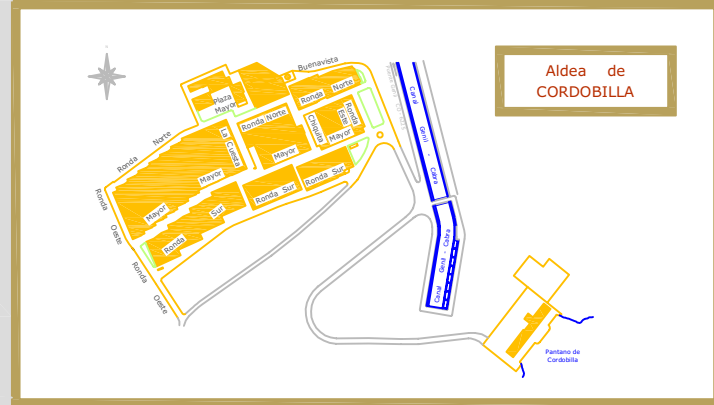 Aldea de
CORDOBILLA
Buenavista
Plaza
Mayor
Ronda Norte
Ronda Norte
Ronda Norte
La Cuesta
Chiquita
Ronda
Este
Mayor
Mayor
Mayor
Mayor
Ronda Sur
Ronda Sur
Ronda Sur
Ronda
Oeste
Ronda
Oeste
Canal
Genil
-
Cabra
Canal Genil - Cabra
Pantano de
Cordobilla